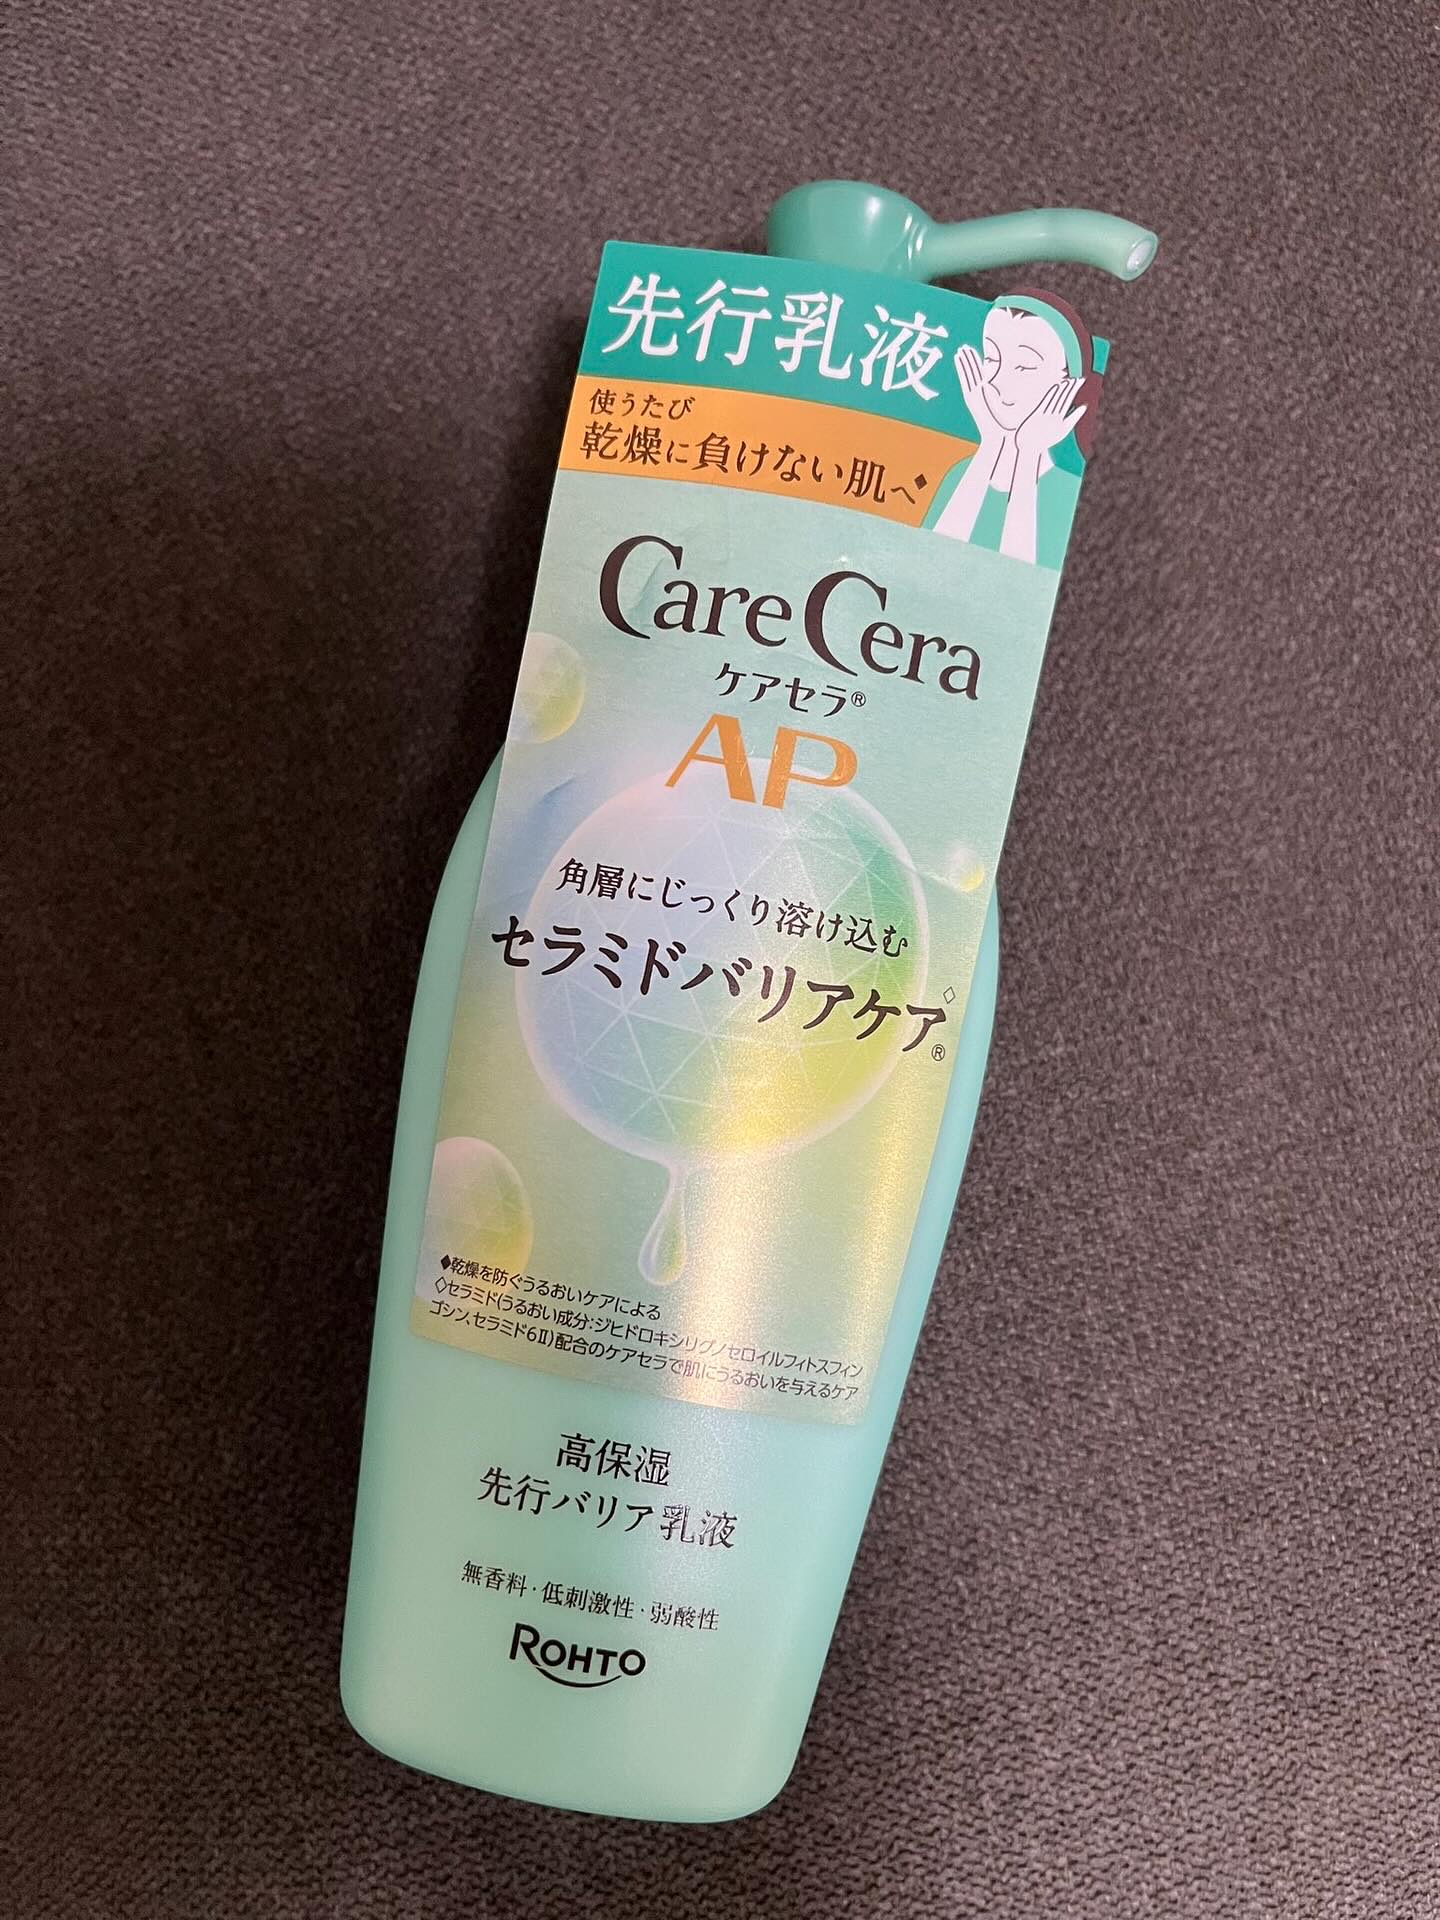 先行乳液
使うたび
乾燥に負けない肌へ◆
CareCera
ケアセラ®
AP
角層にじっくり溶け込む
セラミドバリアケア◇®
◆乾燥を防ぐうるおいケアによる
◇セラミド(うるおい成分:ジヒドロキシリグノセロイルフィトスフィン
ゴシン、セラミド6Ⅱ)配合のケアセラで肌にうるおいを与えるケア
高保湿
先行バリア乳液
無香料・低刺激性・弱酸性
ROHTO